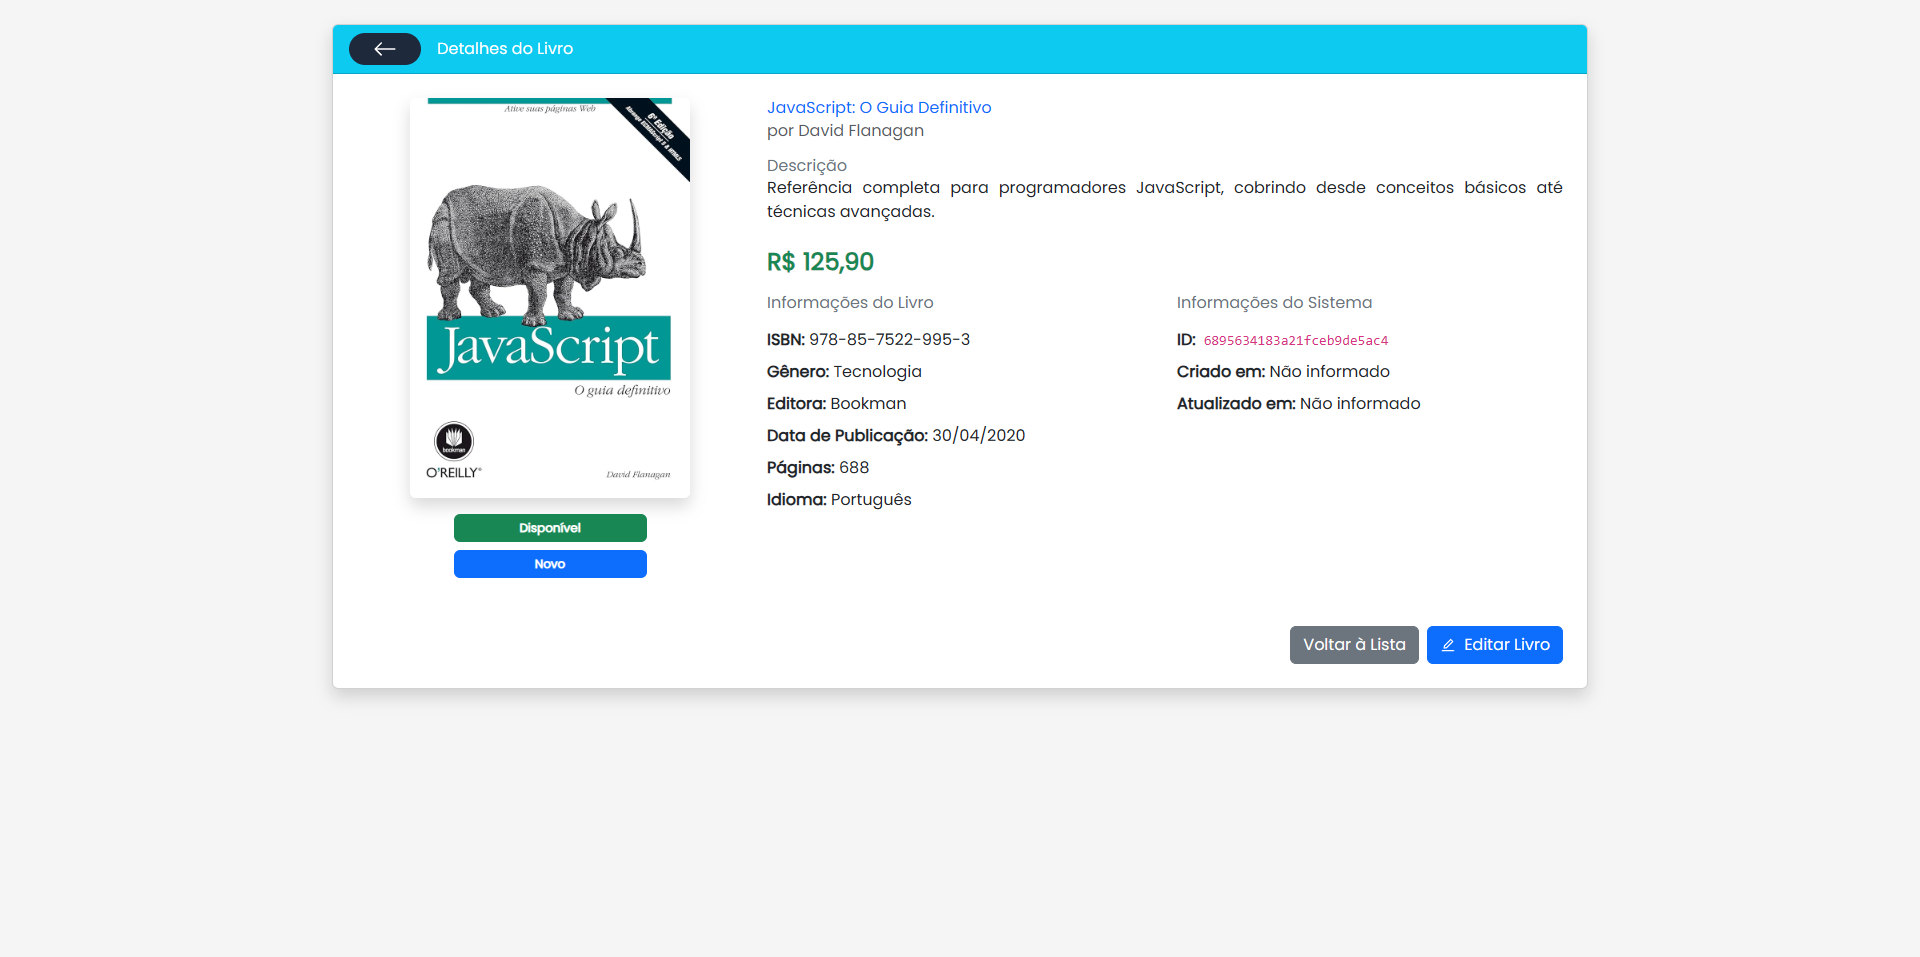 Detalhes do Livro
Ative suas páginas Web
6ª Edição
Abrange ECMAScript 5 & HTML5
JavaScript
O guia definitivo
bookman
O'REILLY®
David Flanagan
Disponível
Novo
JavaScript: O Guia Definitivo
por David Flanagan
Descrição
Referência completa para programadores JavaScript, cobrindo desde conceitos básicos até
técnicas avançadas.
R$ 125,90
Informações do Livro
ISBN: 978-85-7522-995-3
Gênero: Tecnologia
Editora: Bookman
Data de Publicação: 30/04/2020
Páginas: 688
Idioma: Português
Informações do Sistema
ID: 6895634183a21fceb9de5ac4
Criado em: Não informado
Atualizado em: Não informado
Voltar à Lista
Editar Livro